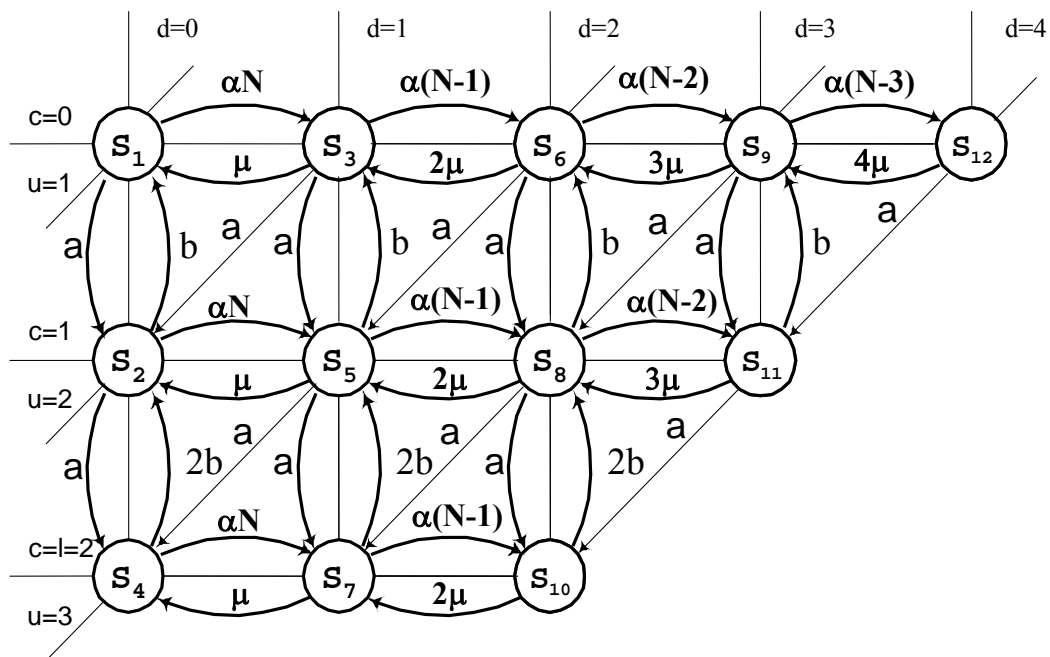 d=0 d=1 d=2 d=3 d=4
αN α(N-1) α(N-2) α(N-3)
c=0
S₁ S₃ S₆ S₉ S₁₂
μ 2μ 3μ 4μ
u=1
a b a a b a a b a a b a
αN α(N-1) α(N-2)
c=1
S₂ S₅ S₈ S₁₁
μ 2μ 3μ
u=2
a 2b a a 2b a a 2b a
αN α(N-1)
c=l=2
S₄ S₇ S₁₀
μ 2μ
u=3